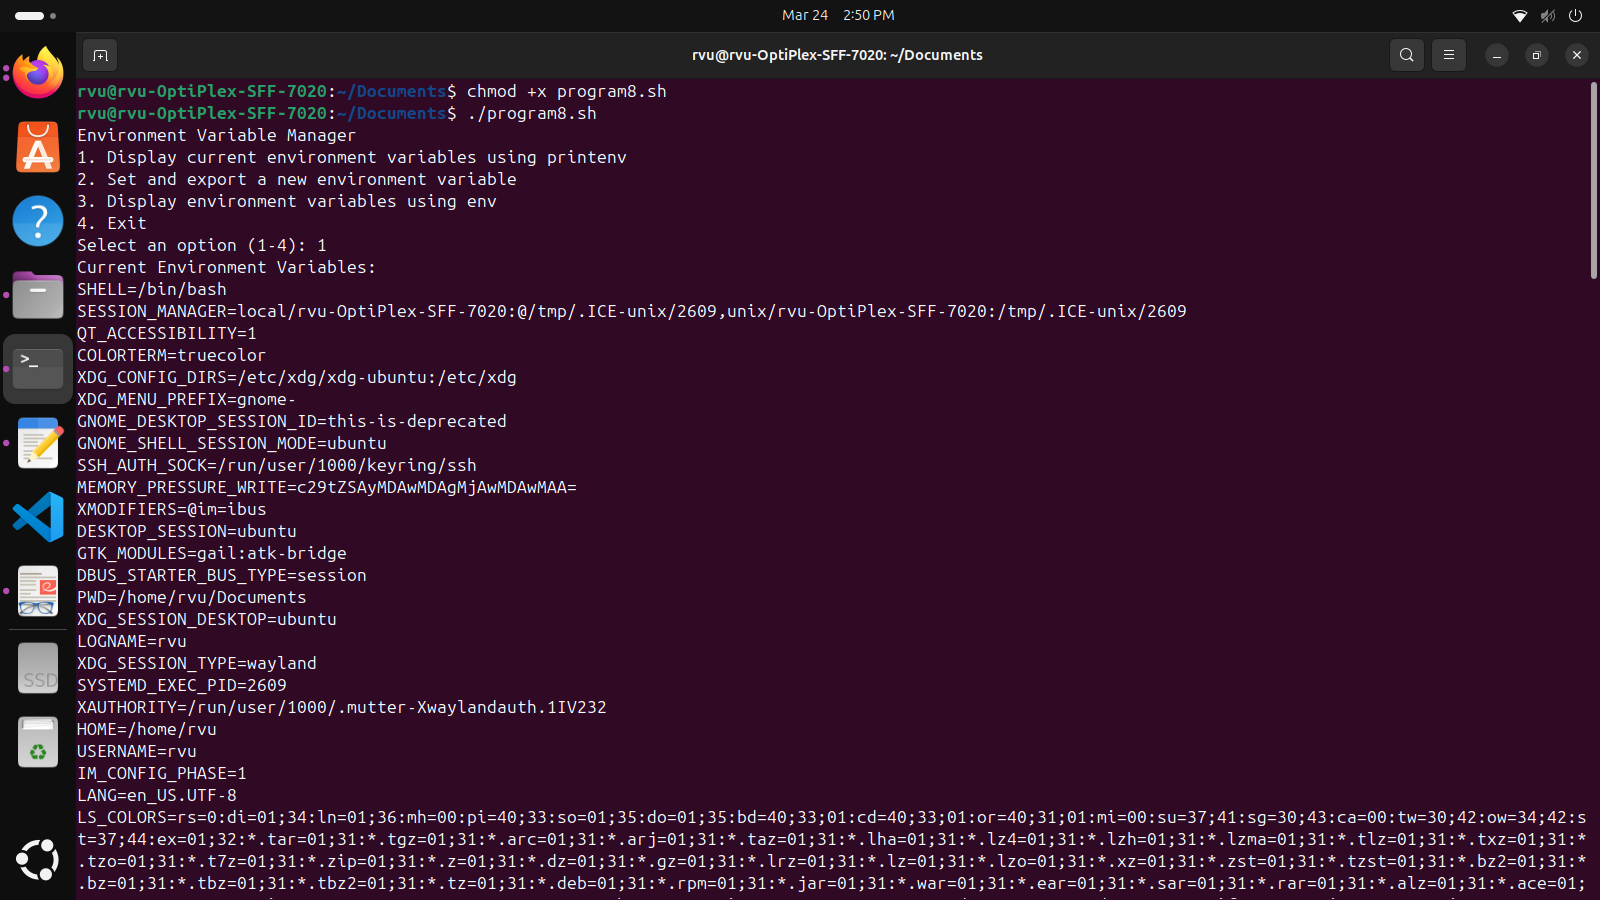 Mar 24 2:50 PM
rvu@rvu-OptiPlex-SFF-7020: ~/Documents
rvu@rvu-OptiPlex-SFF-7020:~/Documents$ chmod +x program8.sh
rvu@rvu-OptiPlex-SFF-7020:~/Documents$ ./program8.sh
Environment Variable Manager
1. Display current environment variables using printenv
2. Set and export a new environment variable
3. Display environment variables using env
4. Exit
Select an option (1-4): 1
Current Environment Variables:
SHELL=/bin/bash
SESSION_MANAGER=local/rvu-OptiPlex-SFF-7020:@/tmp/.ICE-unix/2609,unix/rvu-OptiPlex-SFF-7020:/tmp/.ICE-unix/2609
QT_ACCESSIBILITY=1
COLORTERM=truecolor
XDG_CONFIG_DIRS=/etc/xdg/xdg-ubuntu:/etc/xdg
XDG_MENU_PREFIX=gnome-
GNOME_DESKTOP_SESSION_ID=this-is-deprecated
GNOME_SHELL_SESSION_MODE=ubuntu
SSH_AUTH_SOCK=/run/user/1000/keyring/ssh
MEMORY_PRESSURE_WRITE=c29tZSAyMDAwMDAgMjAwMDAwMAA=
XMODIFIERS=@im=ibus
DESKTOP_SESSION=ubuntu
GTK_MODULES=gail:atk-bridge
DBUS_STARTER_BUS_TYPE=session
PWD=/home/rvu/Documents
XDG_SESSION_DESKTOP=ubuntu
LOGNAME=rvu
XDG_SESSION_TYPE=wayland
SYSTEMD_EXEC_PID=2609
XAUTHORITY=/run/user/1000/.mutter-Xwaylandauth.1IV232
HOME=/home/rvu
USERNAME=rvu
IM_CONFIG_PHASE=1
LANG=en_US.UTF-8
LS_COLORS=rs=0:di=01;34:ln=01;36:mh=00:pi=40;33:so=01;35:do=01;35:bd=40;33;01:cd=40;33;01:or=40;31;01:mi=00:su=37;41:sg=30;43:ca=00:tw=30;42:ow=34;42:s
t=37;44:ex=01;32:*.tar=01;31:*.tgz=01;31:*.arc=01;31:*.arj=01;31:*.taz=01;31:*.lha=01;31:*.lz4=01;31:*.lzh=01;31:*.lzma=01;31:*.tlz=01;31:*.txz=01;31:*
.tzo=01;31:*.t7z=01;31:*.zip=01;31:*.z=01;31:*.dz=01;31:*.gz=01;31:*.lrz=01;31:*.lz=01;31:*.lzo=01;31:*.xz=01;31:*.zst=01;31:*.tzst=01;31:*.bz2=01;31:*
.bz=01;31:*.tbz=01;31:*.tbz2=01;31:*.tz=01;31:*.deb=01;31:*.rpm=01;31:*.jar=01;31:*.war=01;31:*.ear=01;31:*.sar=01;31:*.rar=01;31:*.alz=01;31:*.ace=01;
SSD